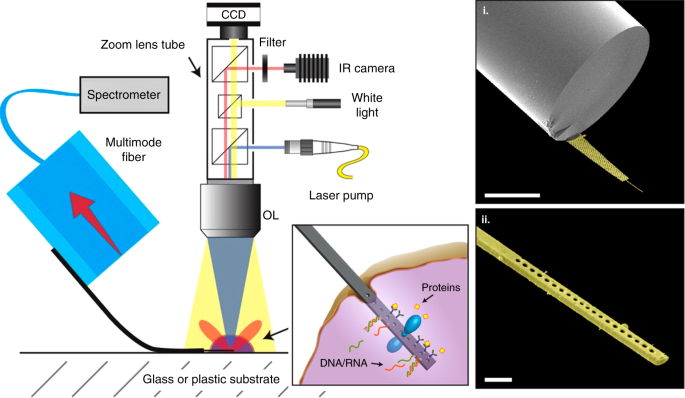 CCD
Zoom lens tube
Filter
IR camera
Spectrometer
White
light
Multimode
fiber
Laser pump
OL
Proteins
DNA/RNA
Glass or plastic substrate
i.
ii.